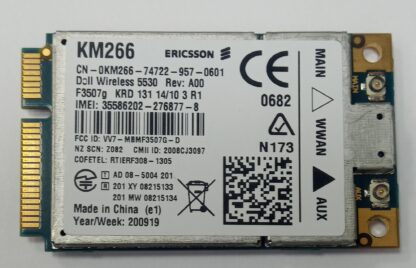 KM266 ERICSSON
CN-0KM266-74722-957-0601
Dell Wireless 5530 Rev: A00
F3507g KRD 131 14/10 3 R1
IMEI: 35586202-276877-8
CE
0682
FCC ID: VV7-MBMF3507G-D
NZ SCN: Z082 CMII ID: 2008CJ3097
COFETEL: RTIERF308-1305
N173
T AD 08-5004 201
R 201 XY 08215133
201 MW 08215134
Made in China (e1)
Year/Week: 200919
MAIN
WWAN
AUX